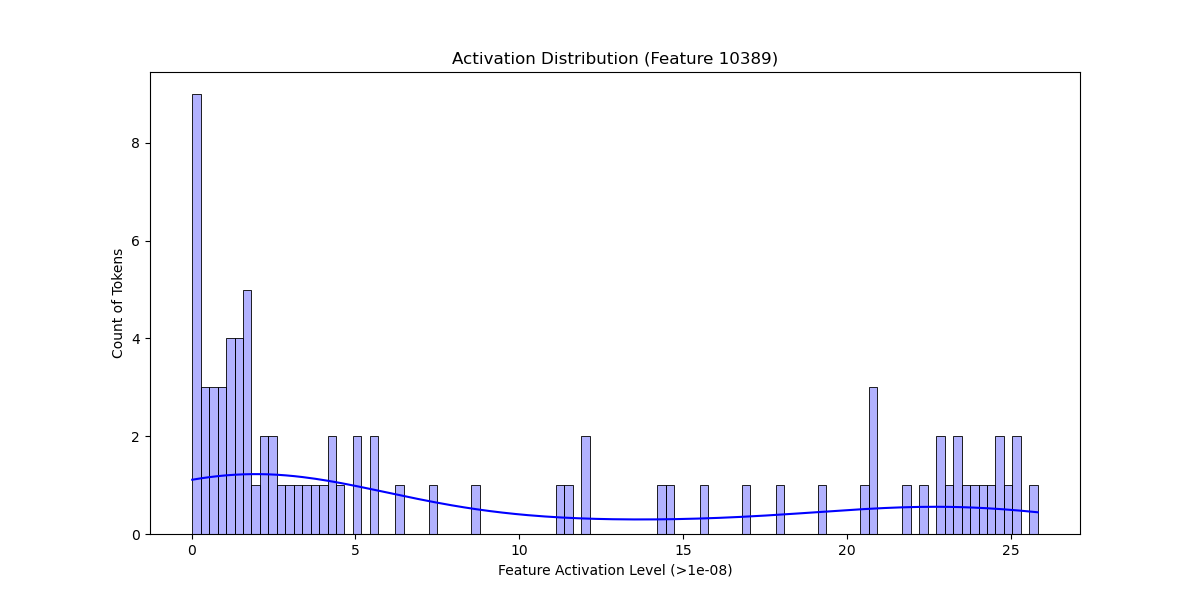 Activation Distribution (Feature 10389)
Count of Tokens
8
6
4
2
0
0 5 10 15 20 25
Feature Activation Level (>1e-08)